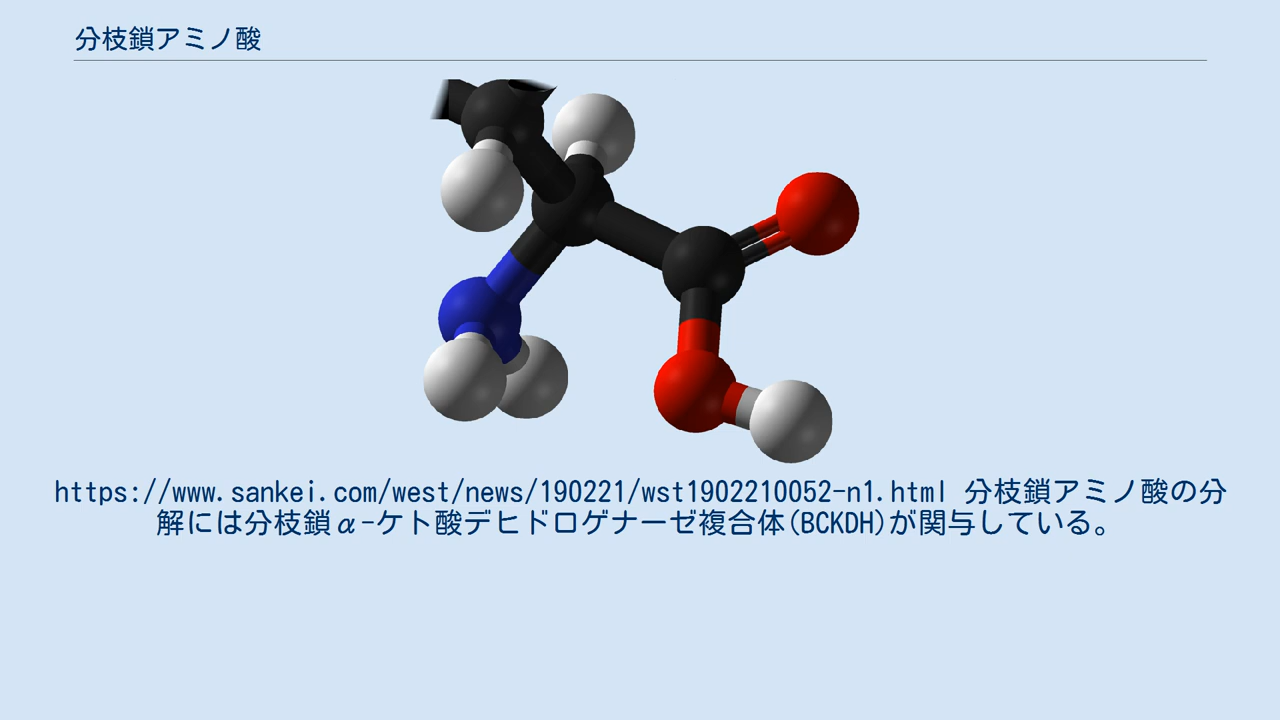 分枝鎖アミノ酸
https://www.sankei.com/west/news/190221/wst1902210052-n1.html 分枝鎖アミノ酸の分
解には分枝鎖α-ケト酸デヒドロゲナーゼ複合体(BCKDH)が関与している。